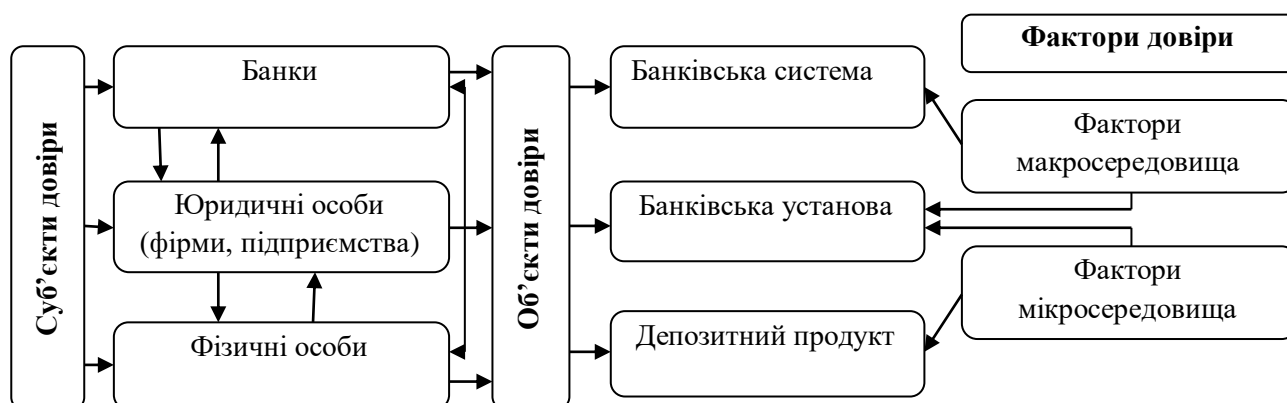 Суб’єкти довіри
Банки
Юридичні особи
(фірми, підприємства)
Фізичні особи
Об’єкти довіри
Банківська система
Банківська установа
Депозитний продукт
Фактори довіри
Фактори
макросередовища
Фактори
мікросередовища